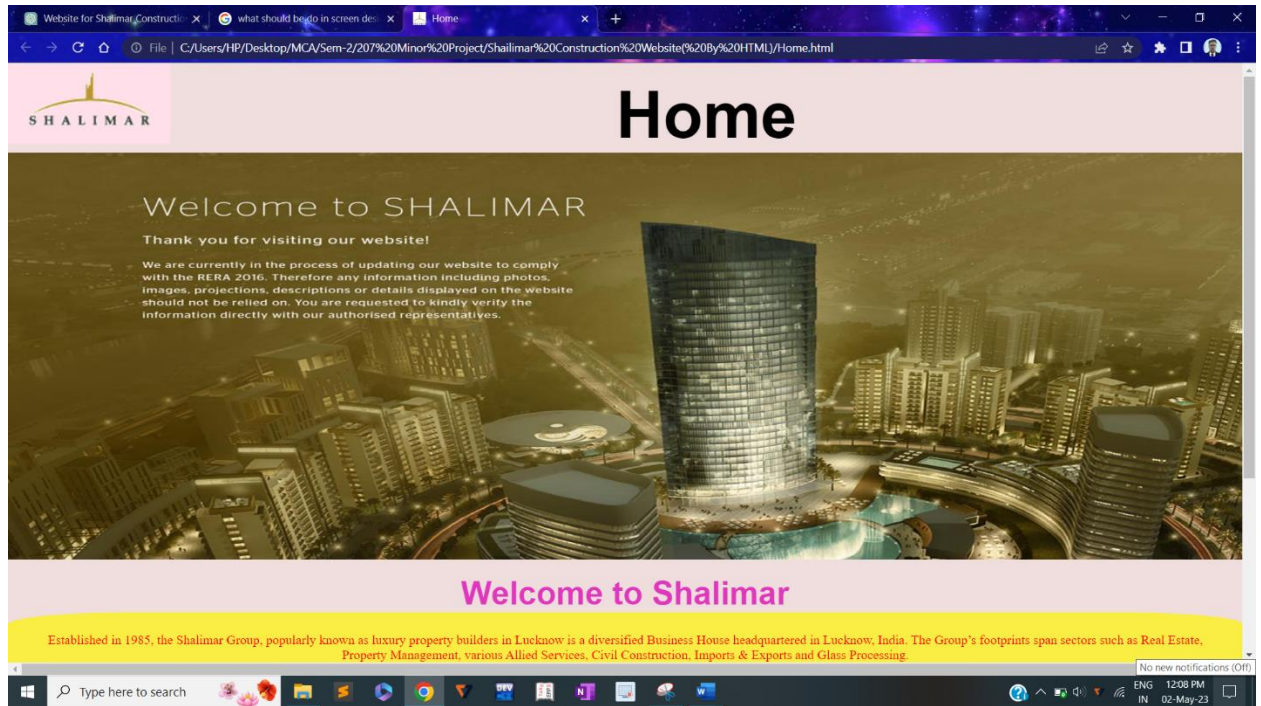 Website for Shalimar Constructio
what should be do in screen des
Home
File | C:/Users/HP/Desktop/MCA/Sem-2/207%20Minor%20Project/Shailimar%20Construction%20Website(%20By%20HTML)/Home.html
SHALIMAR
Home
Welcome to SHALIMAR
Thank you for visiting our website!
We are currently in the process of updating our website to comply
with the RERA 2016. Therefore any information including photos,
images, projections, descriptions or details displayed on the website
should not be relied on. You are requested to kindly verify the
information directly with our authorised representatives.
Welcome to Shalimar
Established in 1985, the Shalimar Group, popularly known as luxury property builders in Lucknow is a diversified Business House headquartered in Lucknow, India. The Group's footprints span sectors such as Real Estate,
Property Management, various Allied Services, Civil Construction, Imports & Exports and Glass Processing.
No new notifications (Off)
Type here to search
DEV
N
W
ENG
IN
12:08 PM
02-May-23